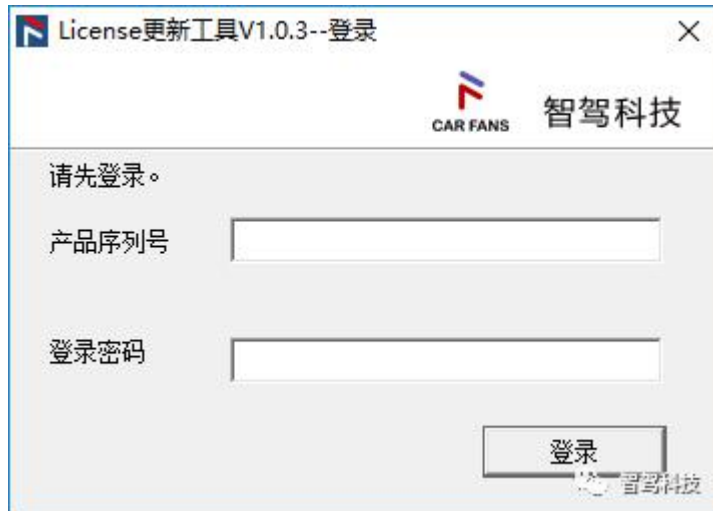 License更新工具V1.0.3--登录
CAR FANS 智驾科技
请先登录。
产品序列号
登录密码
登录
智驾科技